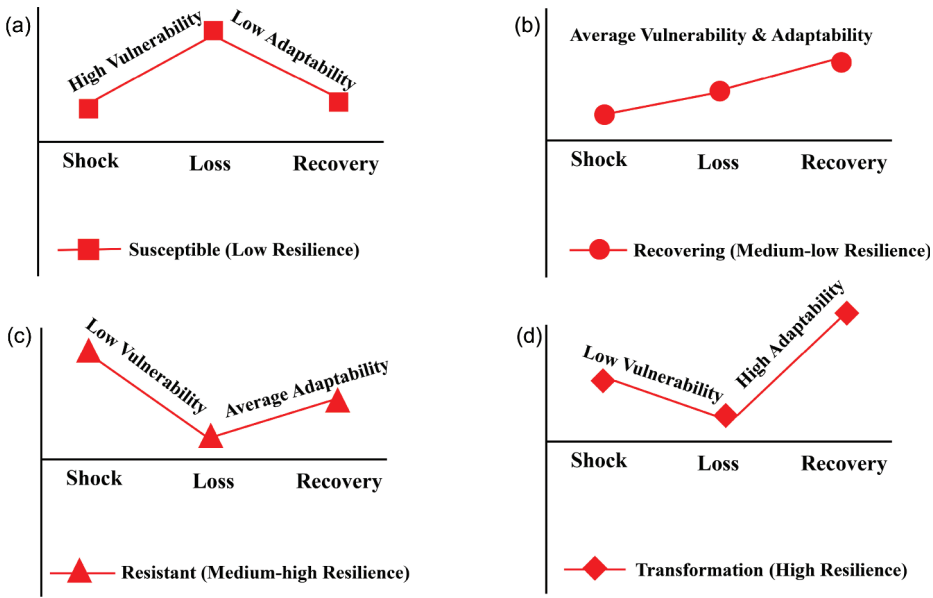 (a)
High Vulnerability
Low Adaptability
Shock
Loss
Recovery
Susceptible (Low Resilience)
(b)
Average Vulnerability & Adaptability
Shock
Loss
Recovery
Recovering (Medium-low Resilience)
(c)
Low Vulnerability
Average Adaptability
Shock
Loss
Recovery
Resistant (Medium-high Resilience)
(d)
Low Vulnerability
High Adaptability
Shock
Loss
Recovery
Transformation (High Resilience)